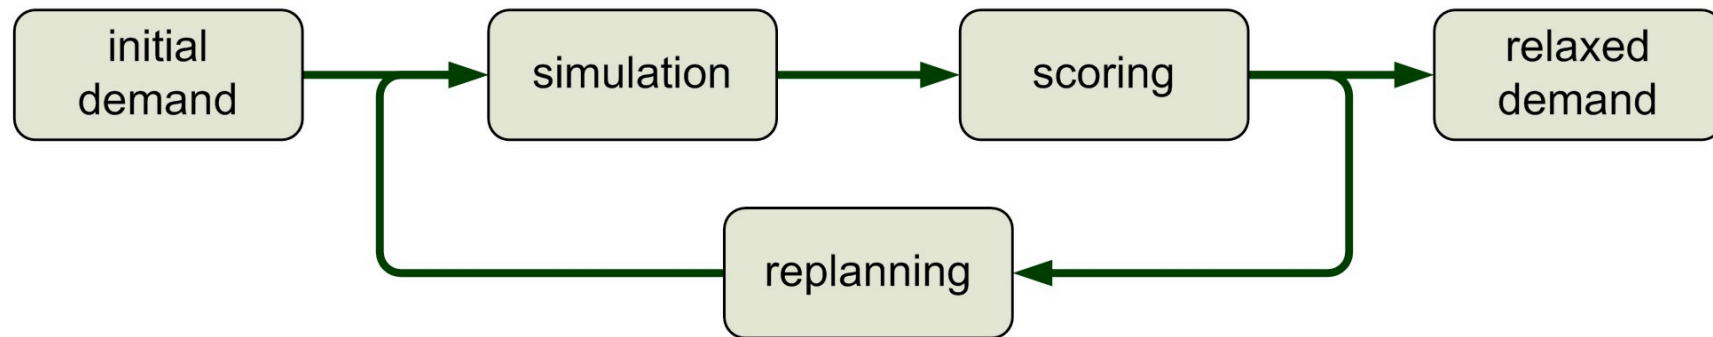 initial
demand
simulation
scoring
relaxed
demand
replanning